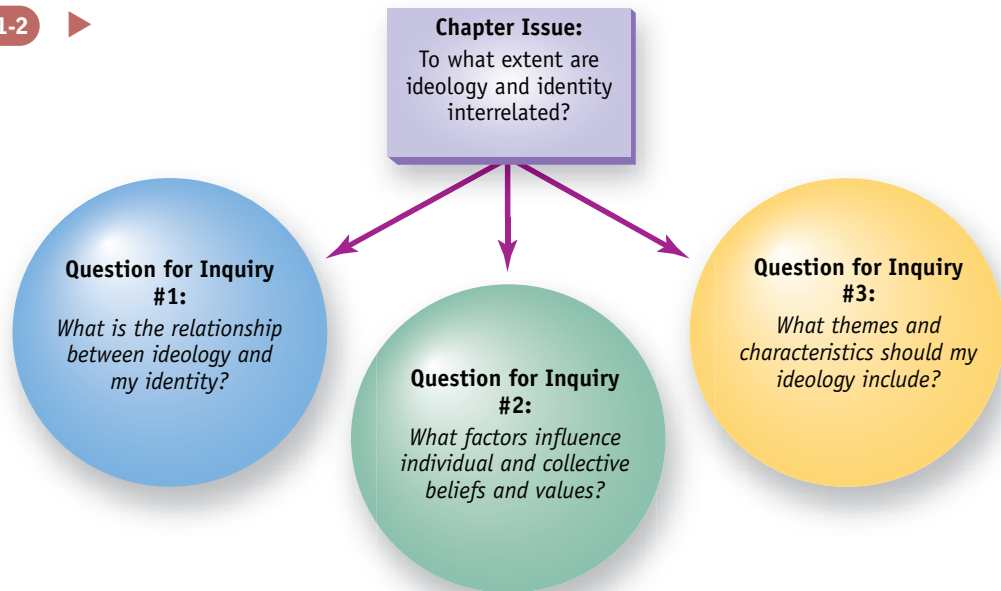 1-2
Chapter Issue:
To what extent are
ideology and identity
interrelated?
Question for Inquiry
#1:
What is the relationship
between ideology and
my identity?
Question for Inquiry
#2:
What factors influence
individual and collective
beliefs and values?
Question for Inquiry
#3:
What themes and
characteristics should my
ideology include?